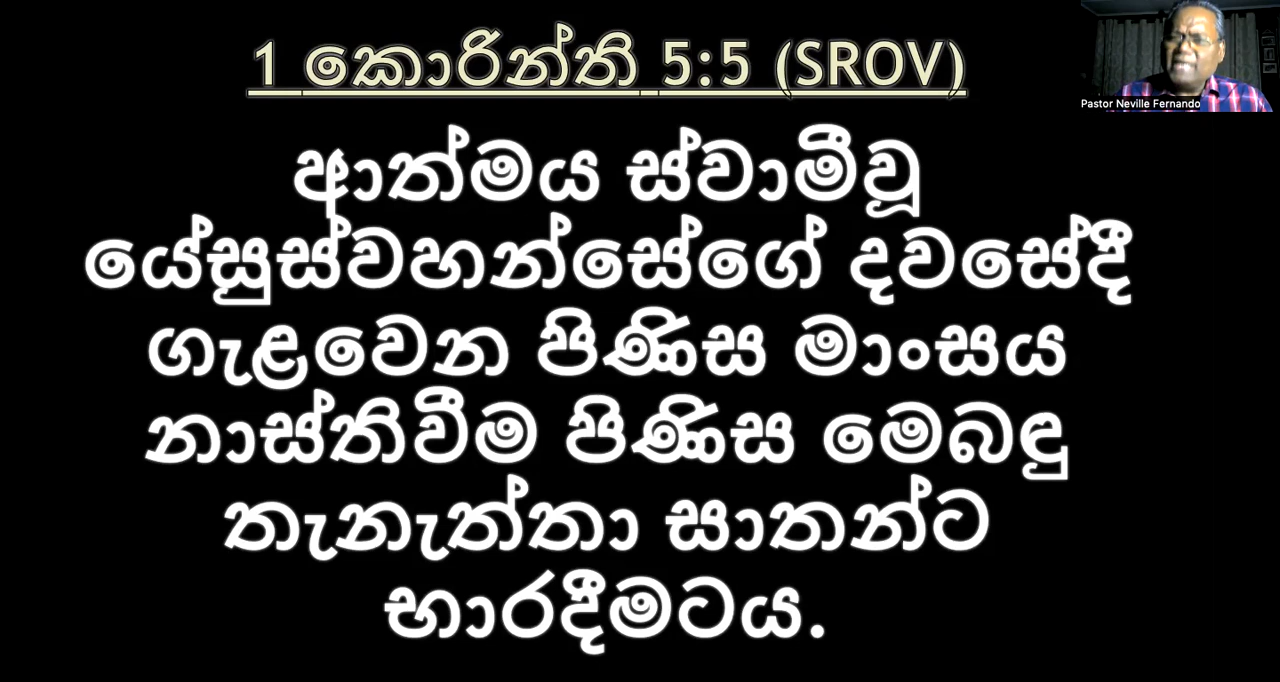 1 කොරින්ති 5:5 (SROV)
Pastor Neville Fernando
ආත්මය ස්වාමීවූ
යේසුස්වහන්සේගේ දවසේදී
ගැළවෙන පිණිස මාංසය
නාස්තිවීම පිණිස මෙබඳු
තැනැත්තා සාතන්ට
භාරදීමටය.